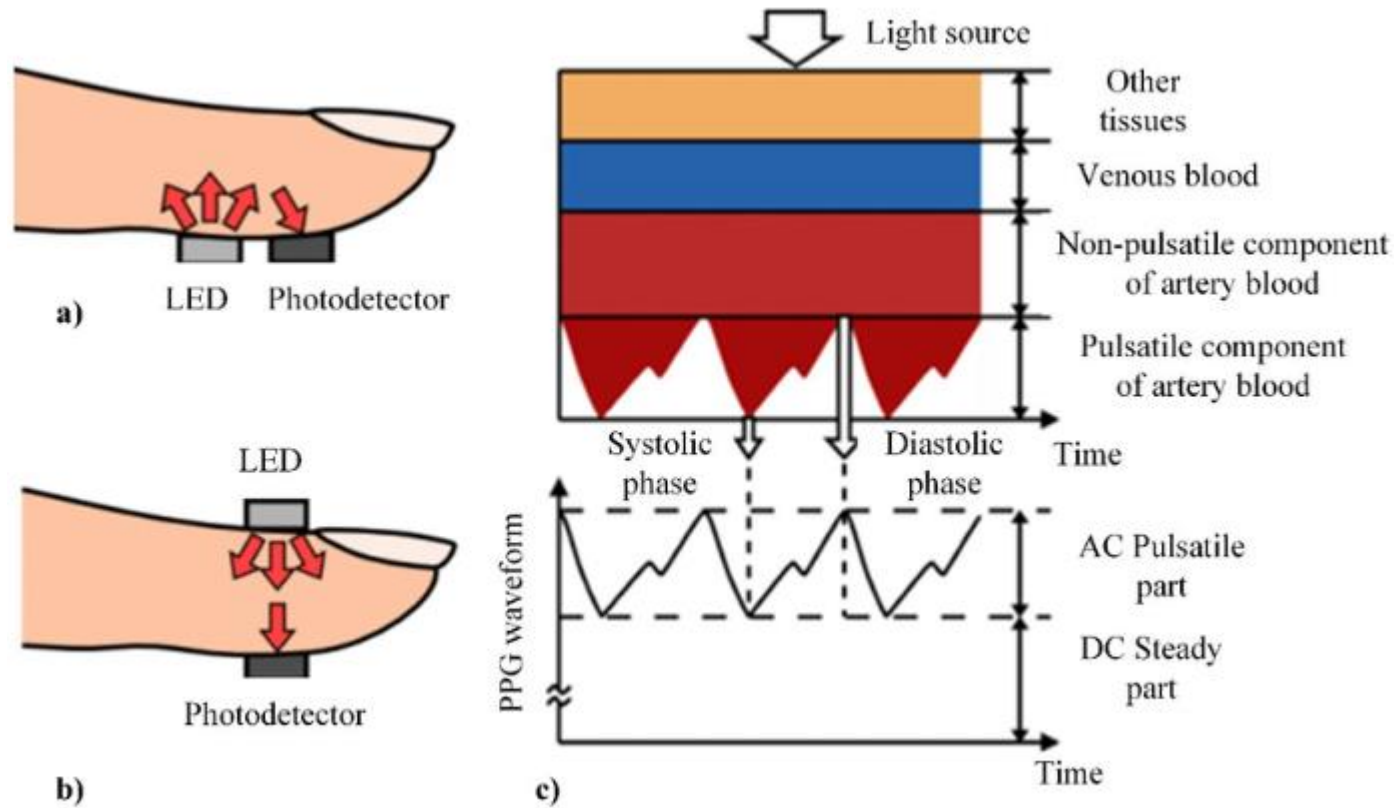 LED
Photodetector
a)
LED
Photodetector
b)
Light source
Other
tissues
Venous blood
Non-pulsatile component
of artery blood
Pulsatile component
of artery blood
Systolic
phase
Diastolic
phase
Time
PPG waveform
AC Pulsatile
part
DC Steady
part
Time
c)